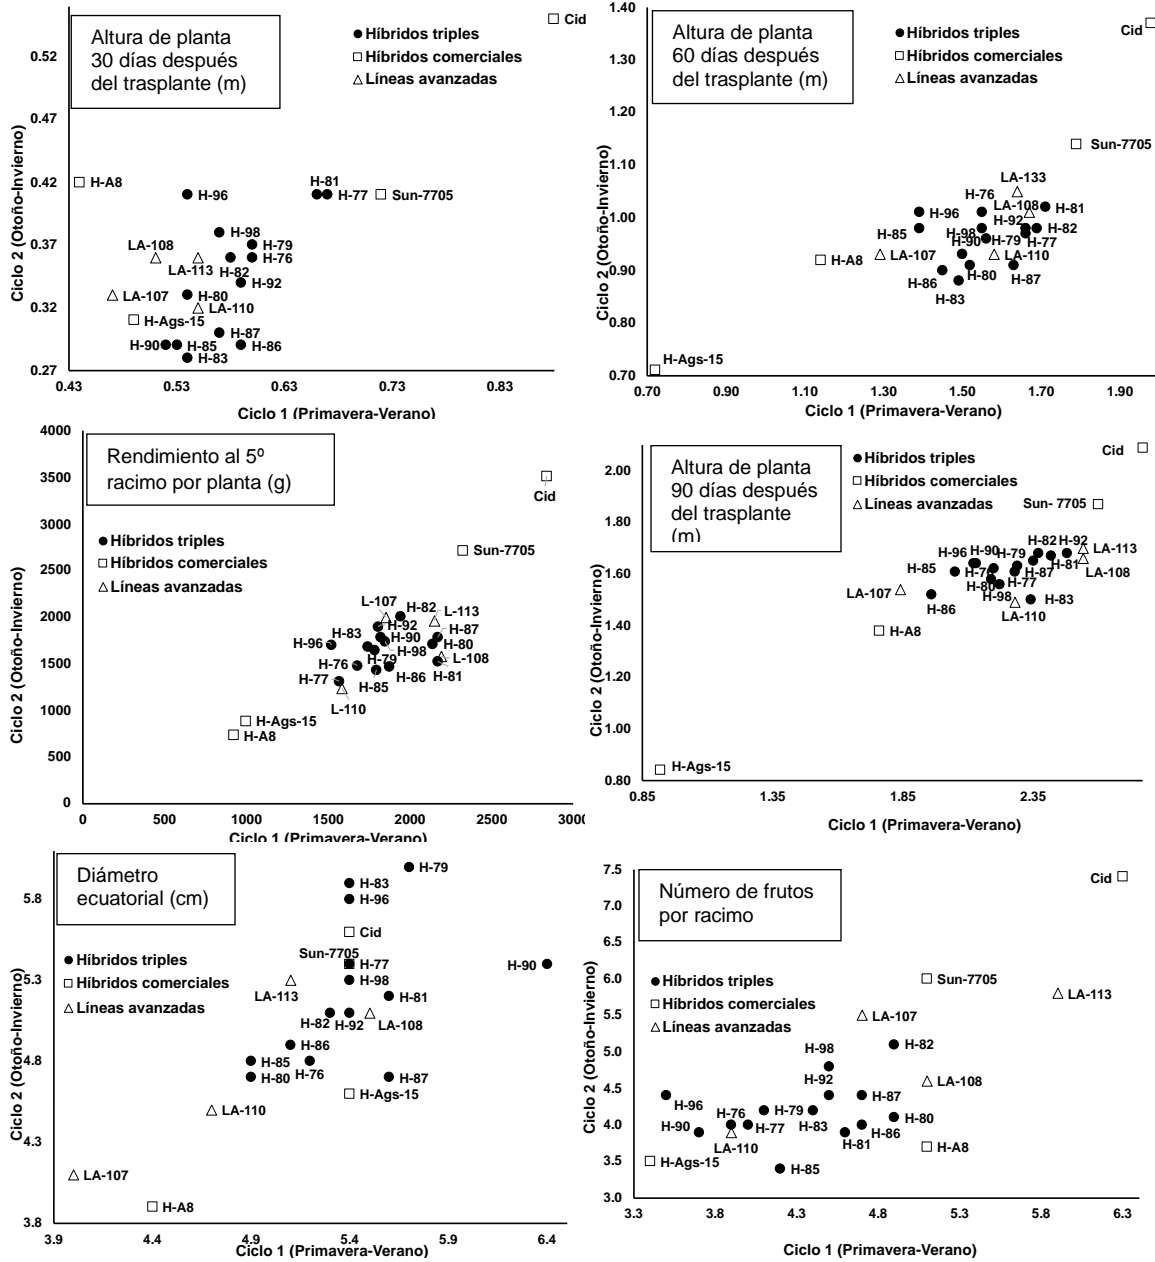 Altura de planta
30 días después
del trasplante (m)
Híbridos triples
Híbridos comerciales
Líneas avanzadas
Cid
H-A8
H-96
H-81
H-77
Sun-7705
H-98
LA-108
H-79
H-76
LA-113
H-82
H-92
LA-107
H-80
LA-110
H-Ags-15
H-87
H-90
H-85
H-86
H-83
0.52
0.47
0.42
0.37
0.32
0.27
0.43
0.53
0.63
0.73
0.83
Ciclo 2 (Otoño-Invierno)
Ciclo 1 (Primavera-Verano)
Altura de planta
60 días después
del trasplante (m)
Híbridos triples
Híbridos comerciales
Líneas avanzadas
Cid
Sun-7705
LA-133
H-76
LA-108
H-81
H-96
H-92
H-82
H-85
H-98
H-79
H-77
H-90
LA-107
LA-110
H-A8
H-80
H-87
H-86
H-83
H-Ags-15
1.40
1.30
1.20
1.10
1.00
0.90
0.80
0.70
0.70
0.90
1.10
1.30
1.50
1.70
1.90
Ciclo 2 (Otoño-Invierno)
Ciclo 1 (Primavera-Verano)
Rendimiento al 5º
racimo por planta (g)
Híbridos triples
Híbridos comerciales
Líneas avanzadas
Cid
Sun-7705
L-107
H-82
L-113
H-92
H-87
H-83
H-90
H-96
H-98
H-80
H-79
L-108
H-76
H-86
H-81
H-77
H-85
L-110
H-Ags-15
H-A8
4000
3500
3000
2500
2000
1500
1000
500
0
0
500
1000
1500
2000
2500
3000
Ciclo 2 (Otoño-Invierno)
Ciclo 1 (Primavera-Verano)
Altura de planta
90 días después
del trasplante
(m)
Híbridos triples
Híbridos comerciales
Líneas avanzadas
Cid
Sun- 7705
H-82
H-92
H-96
H-90
H-79
LA-113
H-85
H-76
H-87
H-81
LA-108
H-80
H-77
LA-107
H-86
H-98
H-83
LA-110
H-A8
H-Ags-15
2.00
1.80
1.60
1.40
1.20
1.00
0.80
0.85
1.35
1.85
2.35
Ciclo 2 (Otoño-Invierno)
Ciclo 1 (Primavera-Verano)
Diámetro
ecuatorial (cm)
Híbridos triples
Híbridos comerciales
Líneas avanzadas
H-79
H-83
H-96
Cid
Sun-7705
H-77
H-90
H-98
LA-113
H-81
H-82
H-92
LA-108
H-86
H-85
H-76
H-80
H-87
H-Ags-15
LA-110
LA-107
H-A8
5.8
5.3
4.8
4.3
3.8
3.9
4.4
4.9
5.4
5.9
6.4
Ciclo 2 (Otoño-Invierno)
Ciclo 1 (Primavera-Verano)
Número de frutos
por racimo
Híbridos triples
Híbridos comerciales
Líneas avanzadas
Cid
Sun-7705
LA-113
LA-107
H-82
H-98
LA-108
H-92
H-96
H-87
H-76
H-79
H-80
H-90
H-77
H-83
H-86
LA-110
H-81
H-A8
H-Ags-15
H-85
7.5
7.0
6.5
6.0
5.5
5.0
4.5
4.0
3.5
3.0
3.3
3.8
4.3
4.8
5.3
5.8
6.3
Ciclo 2 (Otoño-Invierno)
Ciclo 1 (Primavera-Verano)